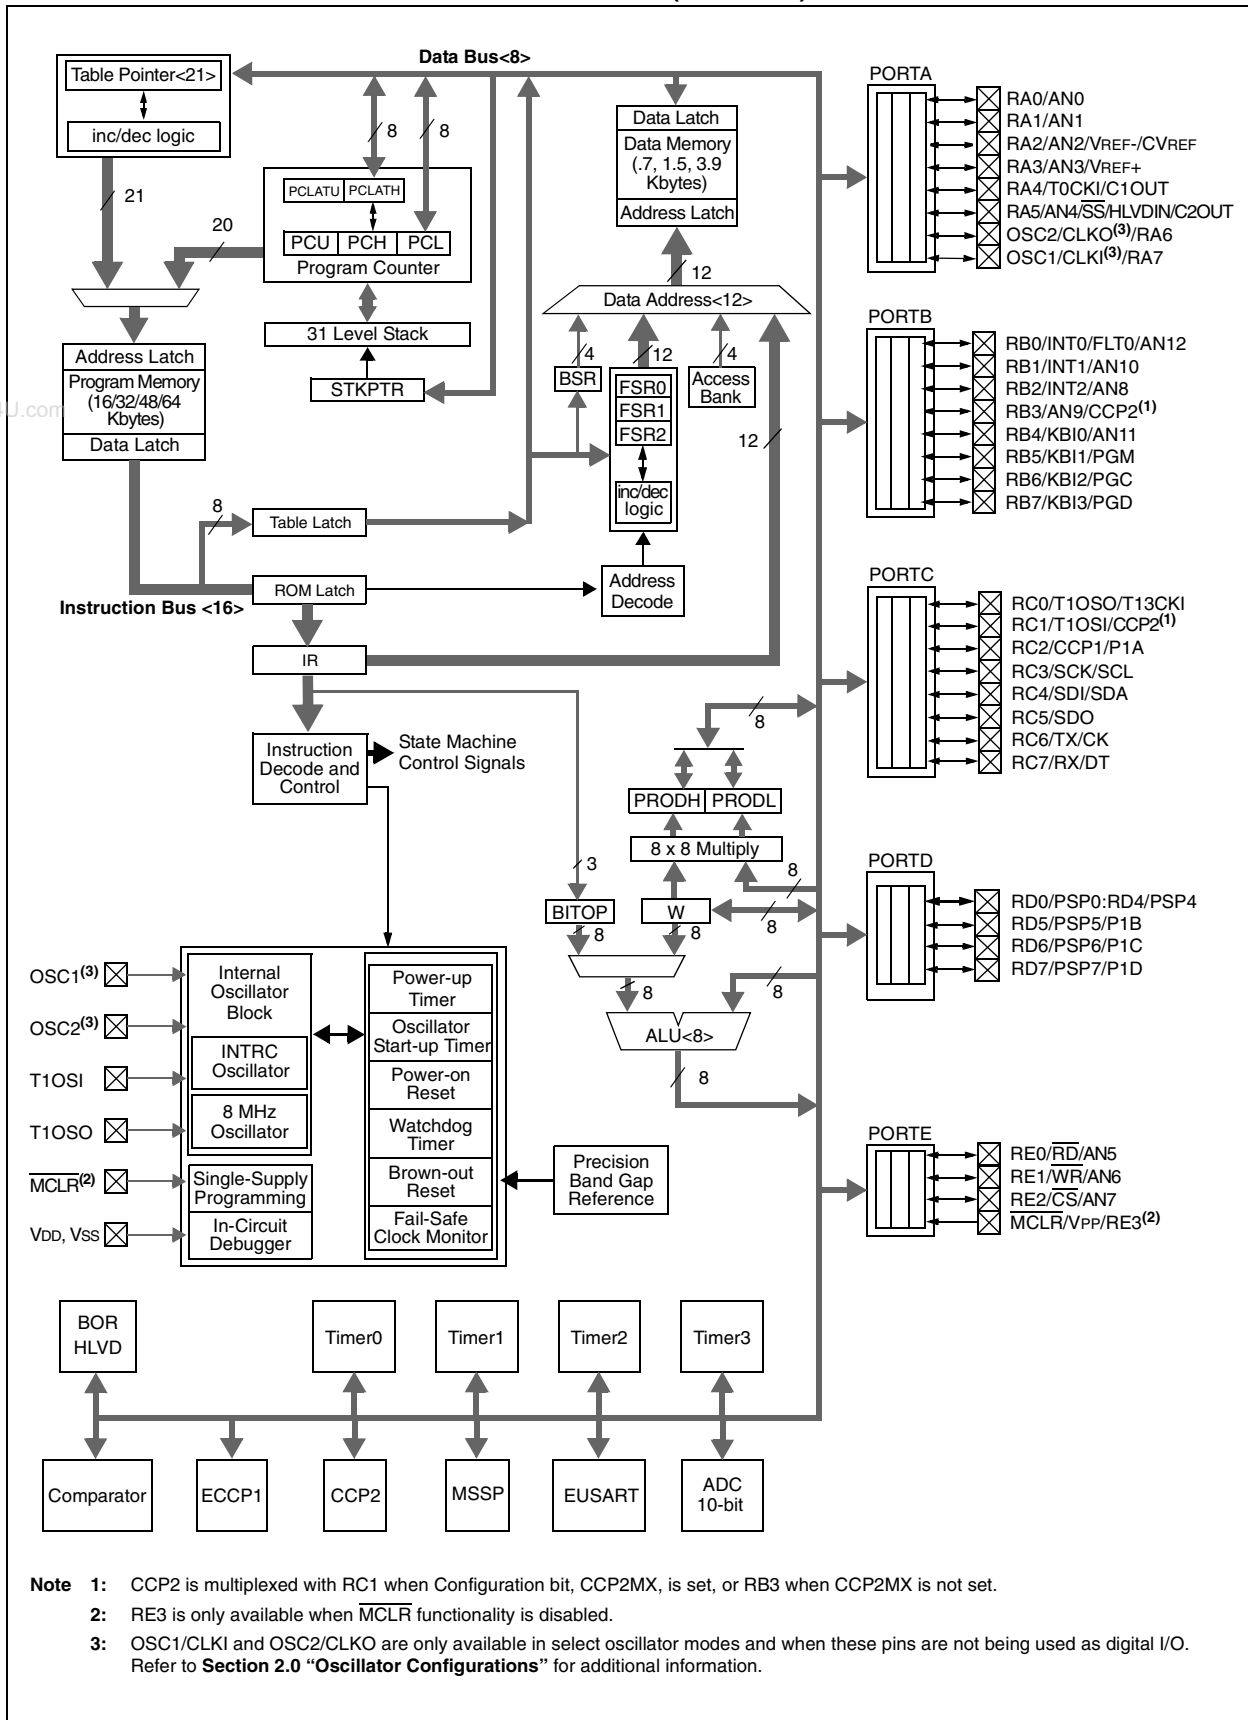 Data Bus<8>
Table Pointer<21>
inc/dec logic
21
20
8
8
PCLATU PCLATH
PCU PCH PCL
Program Counter
31 Level Stack
STKPTR
Data Latch
Data Memory
(.7, 1.5, 3.9
Kbytes)
Address Latch
12
Data Address<12>
4
12
4
BSR
FSR0
FSR1
FSR2
inc/dec
logic
Access
Bank
12
Address
Decode
Address Latch
Program Memory
(16/32/48/64
Kbytes)
Data Latch
U.com
8
Table Latch
ROM Latch
Instruction Bus <16>
IR
Instruction
Decode and
Control
State Machine
Control Signals
8
PRODH PRODL
8 x 8 Multiply
3
8
BITOP
W
8
8
8
8
8
ALU<8>
8
PORTA
RA0/AN0
RA1/AN1
RA2/AN2/VREF-/CVREF
RA3/AN3/VREF+
RA4/T0CKI/C1OUT
RA5/AN4/SS/HLVDIN/C2OUT
OSC2/CLKO(3)/RA6
OSC1/CLKI(3)/RA7
PORTB
RB0/INT0/FLT0/AN12
RB1/INT1/AN10
RB2/INT2/AN8
RB3/AN9/CCP2(1)
RB4/KBI0/AN11
RB5/KBI1/PGM
RB6/KBI2/PGC
RB7/KBI3/PGD
PORTC
RC0/T1OSO/T13CKI
RC1/T1OSI/CCP2(1)
RC2/CCP1/P1A
RC3/SCK/SCL
RC4/SDI/SDA
RC5/SDO
RC6/TX/CK
RC7/RX/DT
PORTD
RD0/PSP0:RD4/PSP4
RD5/PSP5/P1B
RD6/PSP6/P1C
RD7/PSP7/P1D
PORTE
RE0/RD/AN5
RE1/WR/AN6
RE2/CS/AN7
MCLR/VPP/RE3(2)
OSC1(3)
OSC2(3)
T1OSI
T1OSO
MCLR(2)
VDD, VSS
Internal
Oscillator
Block
INTRC
Oscillator
8 MHz
Oscillator
Single-Supply
Programming
In-Circuit
Debugger
Power-up
Timer
Oscillator
Start-up Timer
Power-on
Reset
Watchdog
Timer
Brown-out
Reset
Fail-Safe
Clock Monitor
Precision
Band Gap
Reference
BOR
HLVD
Timer0
Timer1
Timer2
Timer3
Comparator
ECCP1
CCP2
MSSP
EUSART
ADC
10-bit
Note 1: CCP2 is multiplexed with RC1 when Configuration bit, CCP2MX, is set, or RB3 when CCP2MX is not set.
2: RE3 is only available when MCLR functionality is disabled.
3: OSC1/CLKI and OSC2/CLKO are only available in select oscillator modes and when these pins are not being used as digital I/O.
Refer to Section 2.0 “Oscillator Configurations” for additional information.